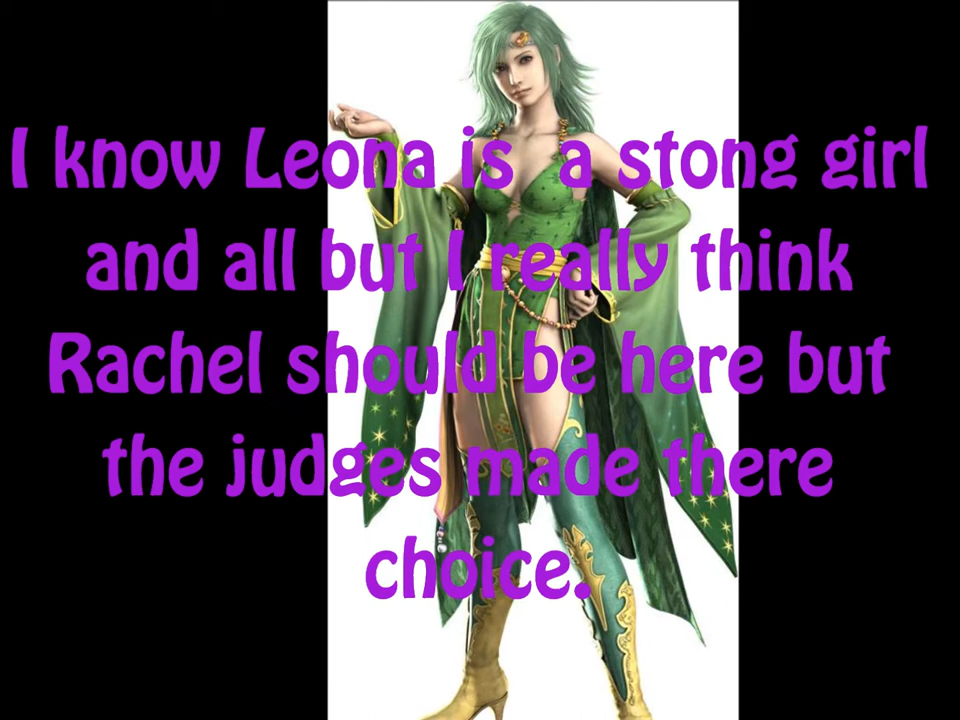 I know Leona is  a stong girl
and all but I really think
Rachel should be here but
the judges made there
choice.